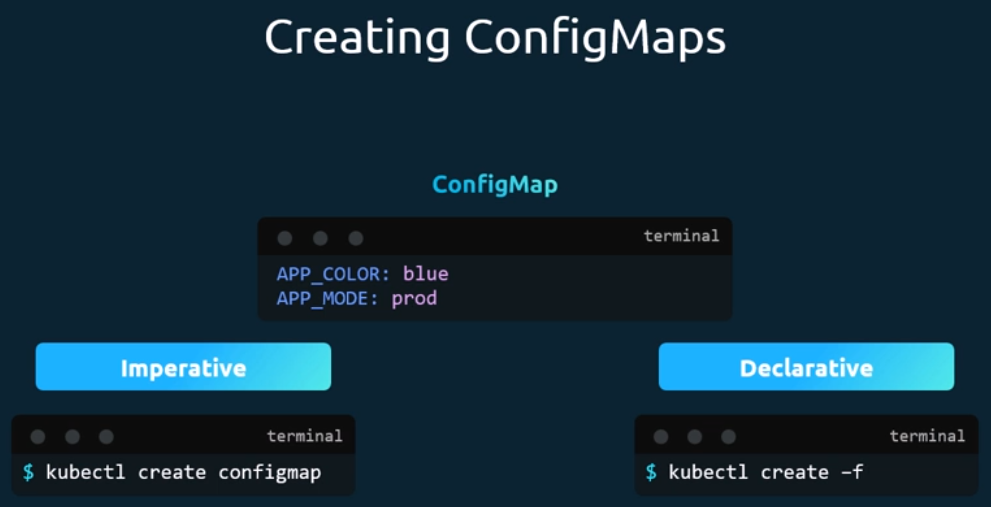 Creating ConfigMaps
ConfigMap
terminal
APP_COLOR: blue
APP_MODE: prod
Imperative
Declarative
terminal
$ kubectl create configmap
terminal
$ kubectl create –f